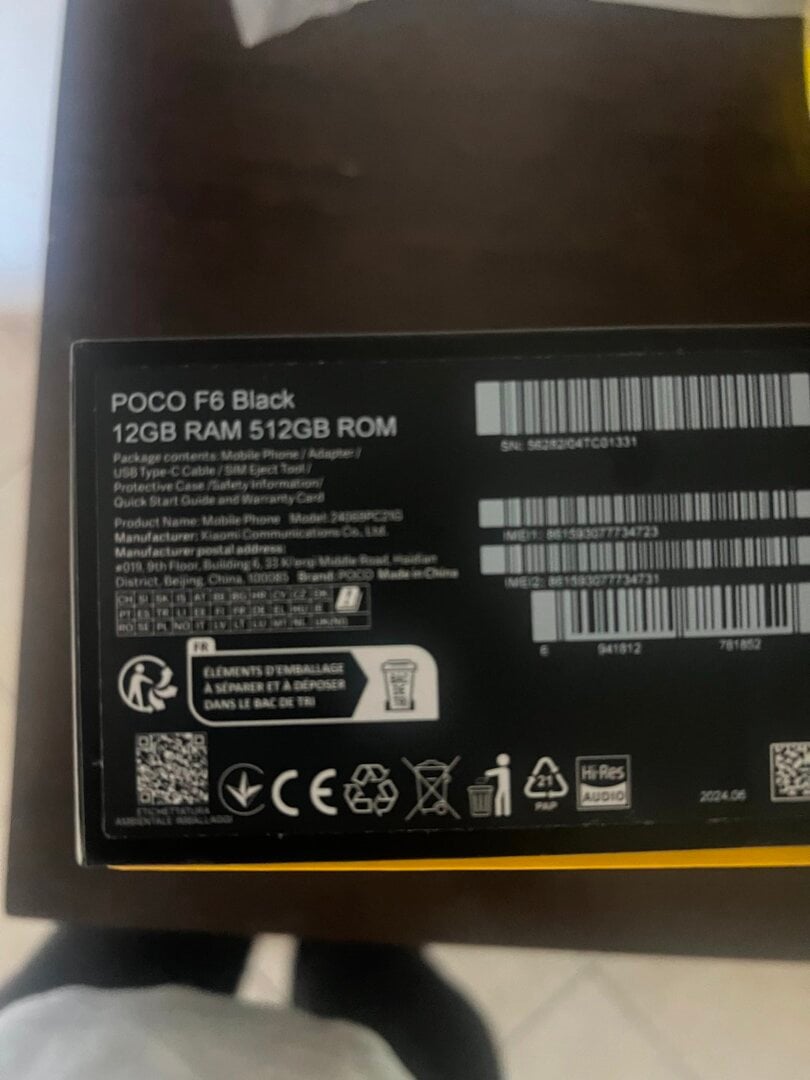 POCO F6 Black
12GB RAM 512GB ROM
Package contents: Mobile Phone / Adapter /
USB Type-C Cable / SIM Eject Tool /
Protective Case /Safety Information/
Quick Start Guide and Warranty Card
Product Name: Mobile Phone Model: 24069PC21G
Manufacturer: Xiaomi Communications Co., Ltd.
Manufacturer postal address:
#019, 9th Floor, Building 6, 33 Xi'erqi Middle Road, Haidian
District, Beijing, China, 100085 Brand: POCO Made in China
SN: 56282/04TC01331
IMEI1: 861593077734723
IMEI2: 861593077734731
6 941812 781852
FR
ÉLÉMENTS D'EMBALLAGE
À SÉPARER ET À DÉPOSER
DANS LE BAC DE TRI
BAC DE TRI
ETICHETTATURA
AMBIENTALE IMBALLAGGI
CE
21
PAP
Hi-Res
AUDIO
2024.06